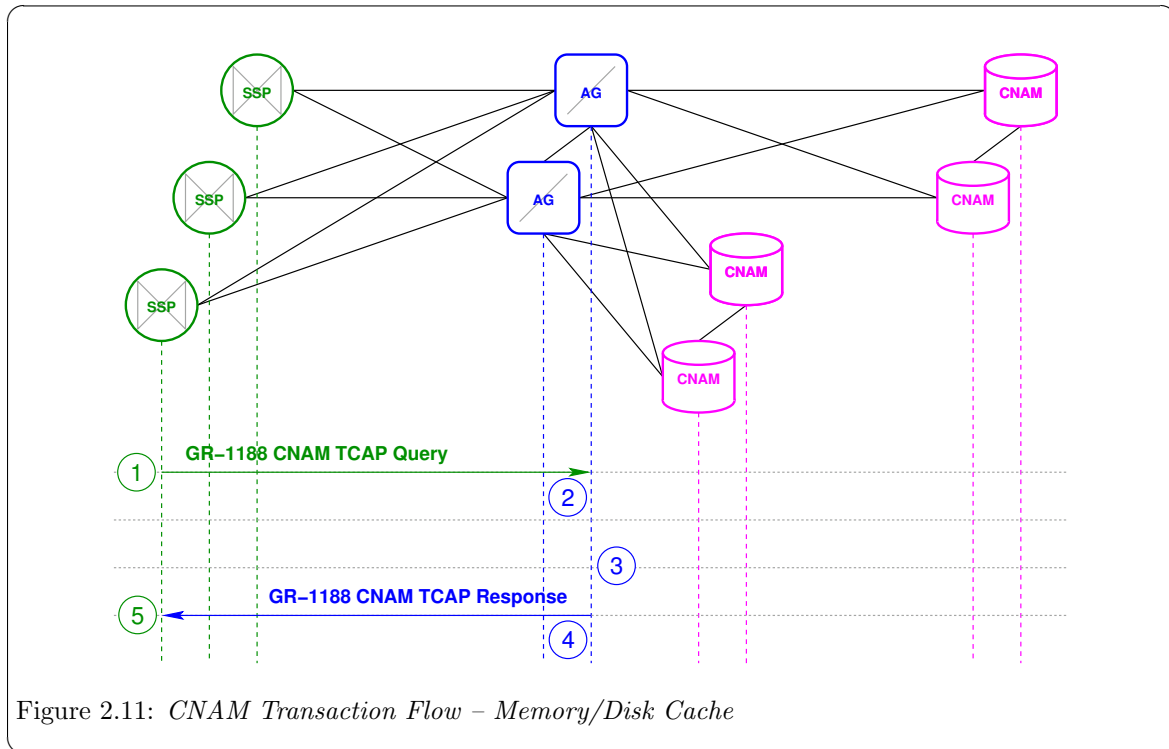 SSP
AG
CNAM
SSP
AG
CNAM
CNAM
SSP
CNAM
GR−1188 CNAM TCAP Query
1
2
3
GR−1188 CNAM TCAP Response
5
4
Figure 2.11: CNAM Transaction Flow – Memory/Disk Cache